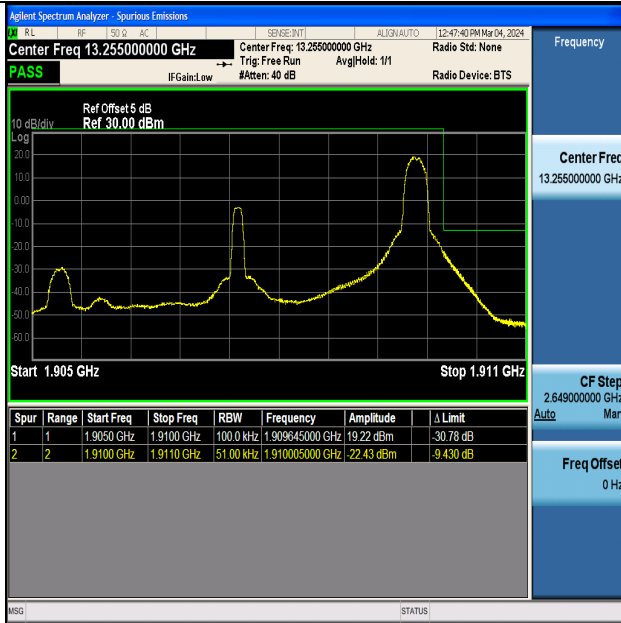 Agilent Spectrum Analyzer - Spurious Emissions
RL RF 50 Ω AC SENSE:INT ALIGN AUTO 12:47:40 PM Mar 04, 2024
Center Freq 13.255000000 GHz
Center Freq: 13.255000000 GHz
Radio Std: None
Trig: Free Run Avg|Hold: 1/1
PASS
IFGain:Low
#Atten: 40 dB
Radio Device: BTS
Ref Offset 5 dB
10 dB/div Ref 30.00 dBm
Log
20.0
10.0
0.00
-10.0
-20.0
-30.0
-40.0
-50.0
-60.0
Start 1.905 GHz Stop 1.911 GHz
Spur Range Start Freq Stop Freq RBW Frequency Amplitude Δ Limit
1 1 1.9050 GHz 1.9100 GHz 100.0 kHz 1.909645000 GHz 19.22 dBm -30.78 dB
2 2 1.9100 GHz 1.9110 GHz 51.00 kHz 1.910005000 GHz -22.43 dBm -9.430 dB
MSG STATUS
Frequency
Center Freq
13.255000000 GHz
CF Step
2.649000000 GHz
Auto Man
Freq Offset
0 Hz